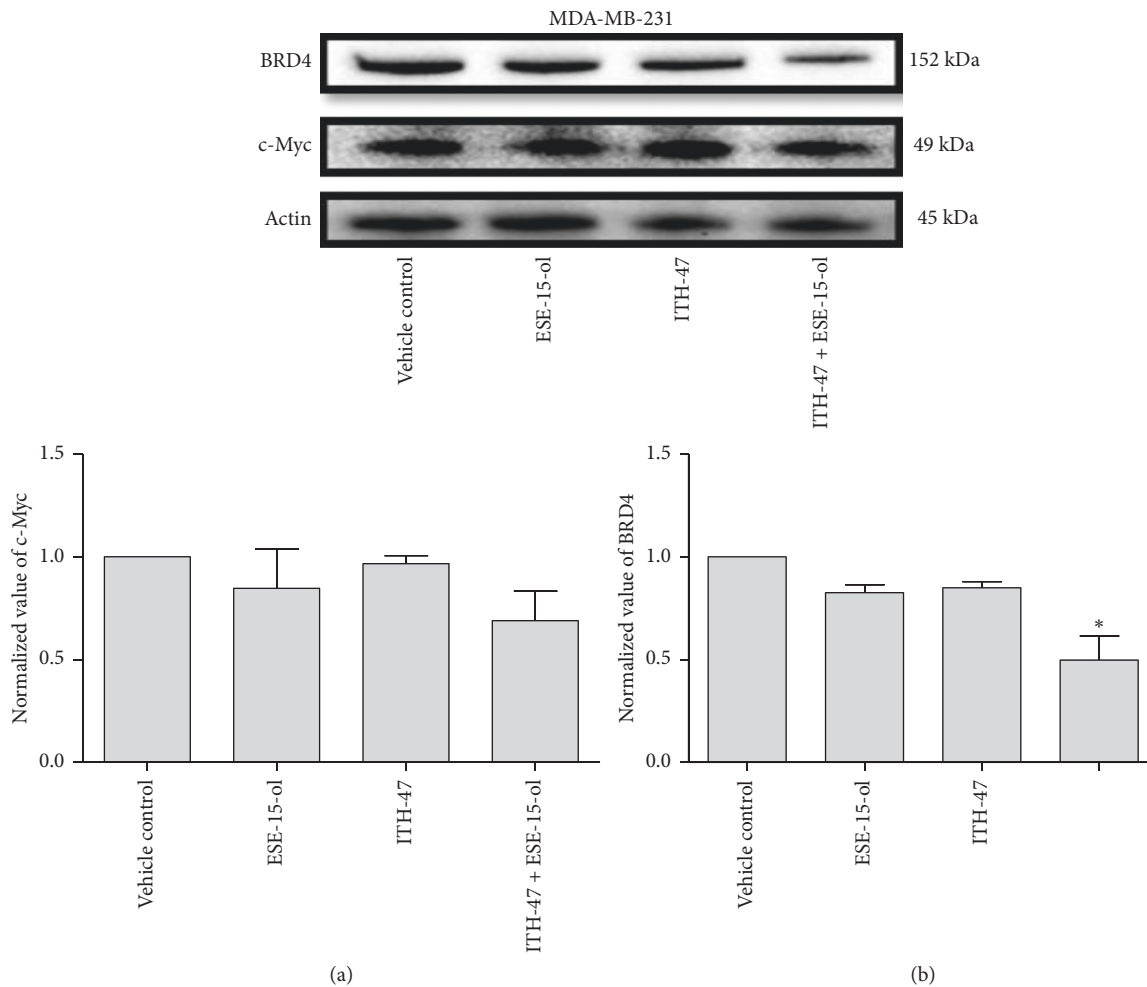 MDA-MB-231
BRD4
152 kDa
c-Myc
49 kDa
Actin
45 kDa
Vehicle control
ESE-15-ol
ITH-47
ITH-47 + ESE-15-ol
Normalized value of c-Myc
1.5
1.0
0.5
0.0
Vehicle control
ESE-15-ol
ITH-47
ITH-47 + ESE-15-ol
(a)
Normalized value of BRD4
1.5
1.0
0.5
0.0
*
Vehicle control
ESE-15-ol
ITH-47
(b)